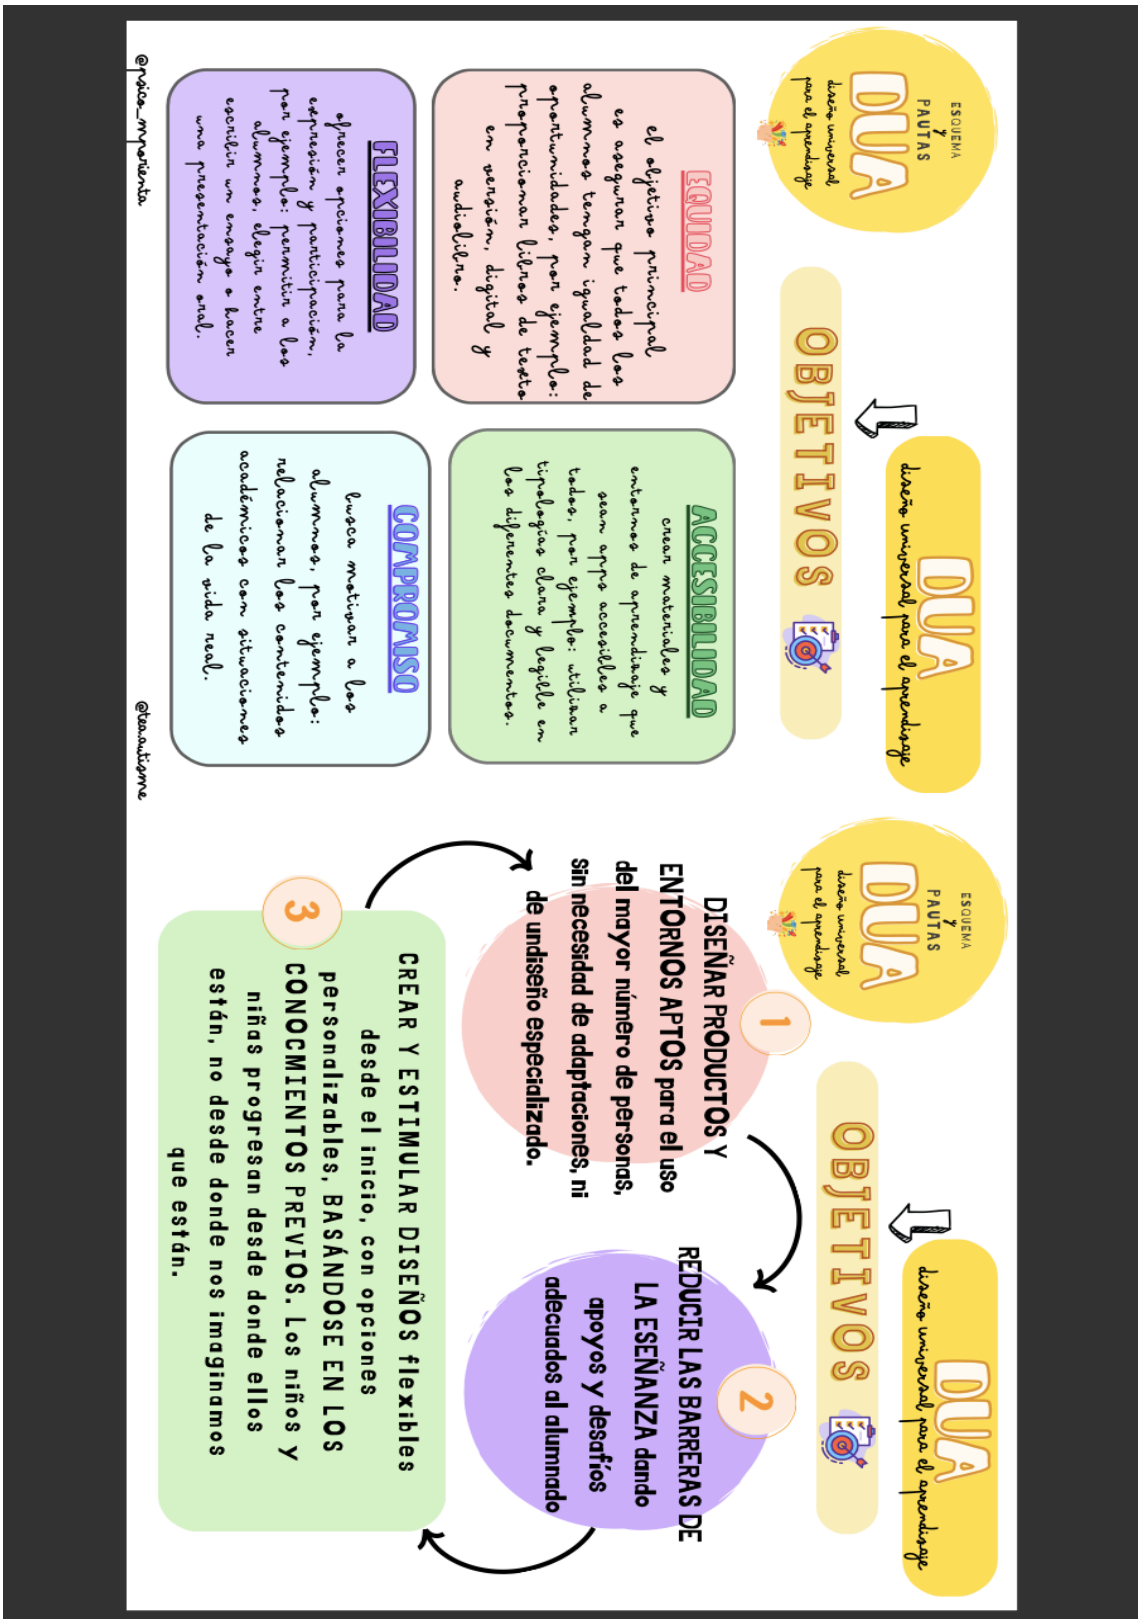 ESQUEMA
y
PAUTAS
DUA
diseño universal
para el aprendizaje
DUA
diseño universal para el aprendizaje
OBJETIVOS
EQUIDAD
el objetivo principal
es asegurar que todos los
alumnos tengan igualdad de
oportunidades, por ejemplo:
proporcionar libros de texto
en versión, digital y
audiolibro.
ACCESIBILIDAD
crear materiales y
entornos de aprendizaje que
sean apps accesibles a
todos, por ejemplo: utilizar
tipologías clara y legible en
los diferentes documentos.
FLEXIBILIDAD
ofrecer opciones para la
expresión y participación,
por ejemplo: permitir a los
alumnos, elegir entre
escribir un ensayo o hacer
una presentación oral.
COMPROMISO
busca motivar a los
alumnos, por ejemplo:
relacionar los contenidos
académicos con situaciones
de la vida real.
@psico_mporienta
@tea.autisme
ESQUEMA
y
PAUTAS
DUA
diseño universal
para el aprendizaje
DUA
diseño universal para el aprendizaje
OBJETIVOS
1
DISEÑAR PRODUCTOS Y
ENTORNOS APTOS para el uso
del mayor número de personas,
Sin necesidad de adaptaciones, ni
de undiseño especializado.
2
REDUCIR LAS BARRERAS DE
LA ESEÑANZA dando
apoyos y desafíos
adecuados al alumnado
3
CREAR Y ESTIMULAR DISEÑOS flexibles
desde el inicio, con opciones
personalizables, BASÁNDOSE EN LOS
CONOCMIENTOS PREVIOS. Los niños y
niñas progresan desde donde ellos
están, no desde donde nos imaginamos
que están.